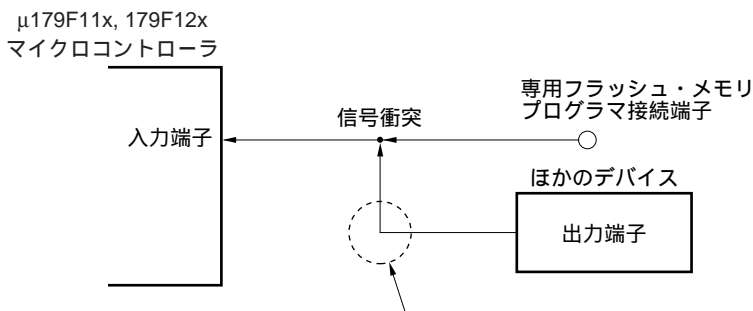 μ179F11x, 179F12x
マイクロコントローラ
専用フラッシュ・メモリ
プログラマ接続端子
信号衝突
入力端子
ほかのデバイス
出力端子